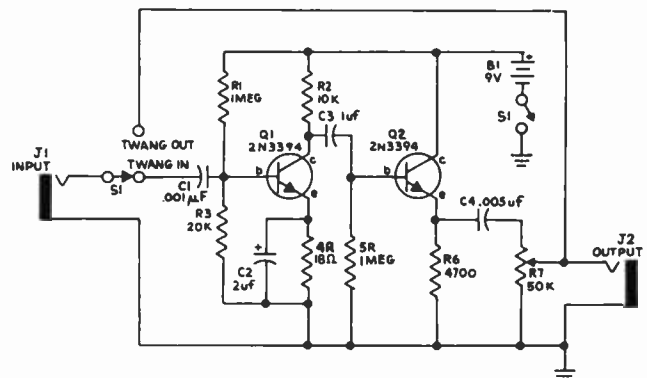 R1
1MEG
R2
10K
C3 .1uf
B1
9V
+
S1
TWANG OUT
Q1
2N3394
Q2
2N3394
J1
INPUT
TWANG IN
S1
C1
.001µF
b
c
e
b
c
e
R3
20K
+
C2
2uf
4R
18Ω
5R
1MEG
C4 .005uf
R6
4700
R7
50K
J2
OUTPUT